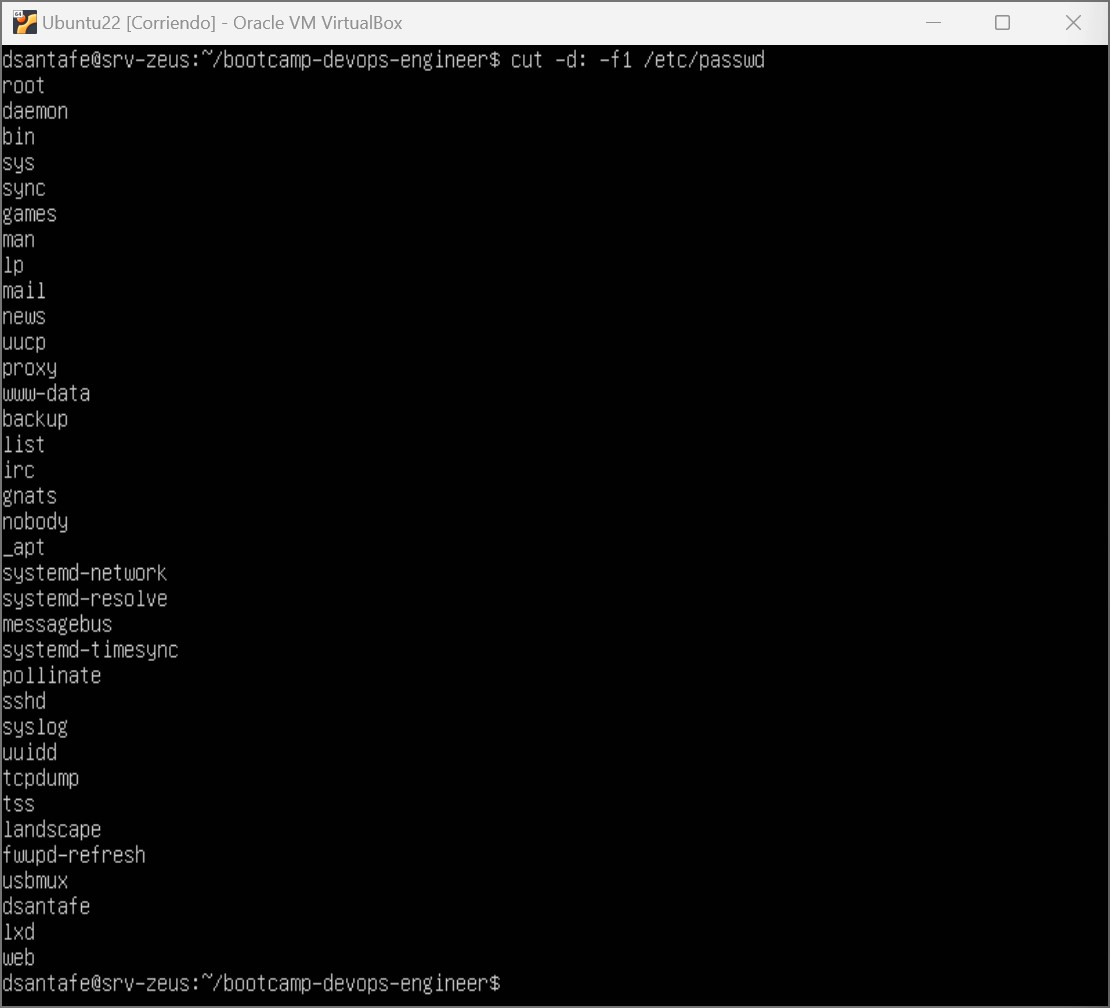 Ubuntu22 [Corriendo] - Oracle VM VirtualBox
dsantafe@srv-zeus:~/bootcamp-devops-engineer$ cut -d: -f1 /etc/passwd
root
daemon
bin
sys
sync
games
man
lp
mail
news
uucp
proxy
www-data
backup
list
irc
gnats
nobody
_apt
systemd-network
systemd-resolve
messagebus
systemd-timesync
pollinate
sshd
syslog
uuidd
tcpdump
tss
landscape
fwupd-refresh
usbmux
dsantafe
lxd
web
dsantafe@srv-zeus:~/bootcamp-devops-engineer$